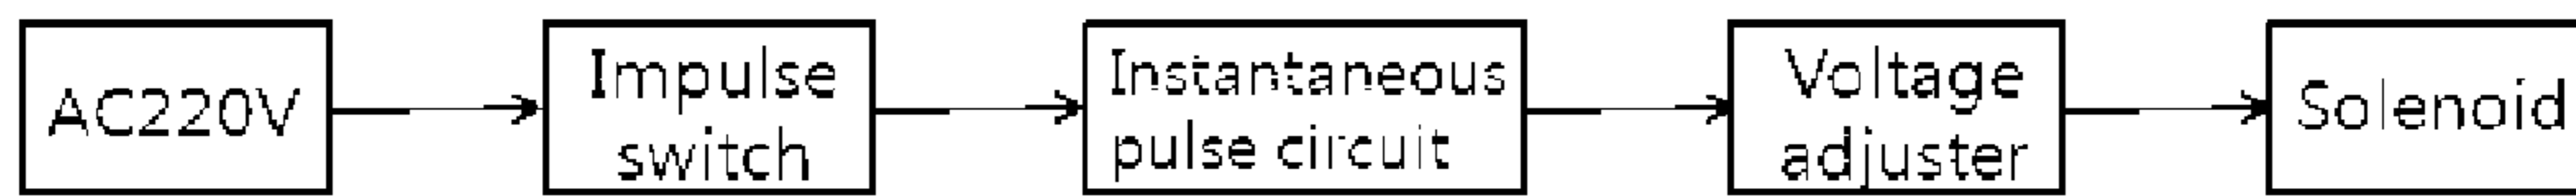 AC220V
Impulse
switch
Instantaneous
pulse circuit
Voltage
adjuster
Solenoid